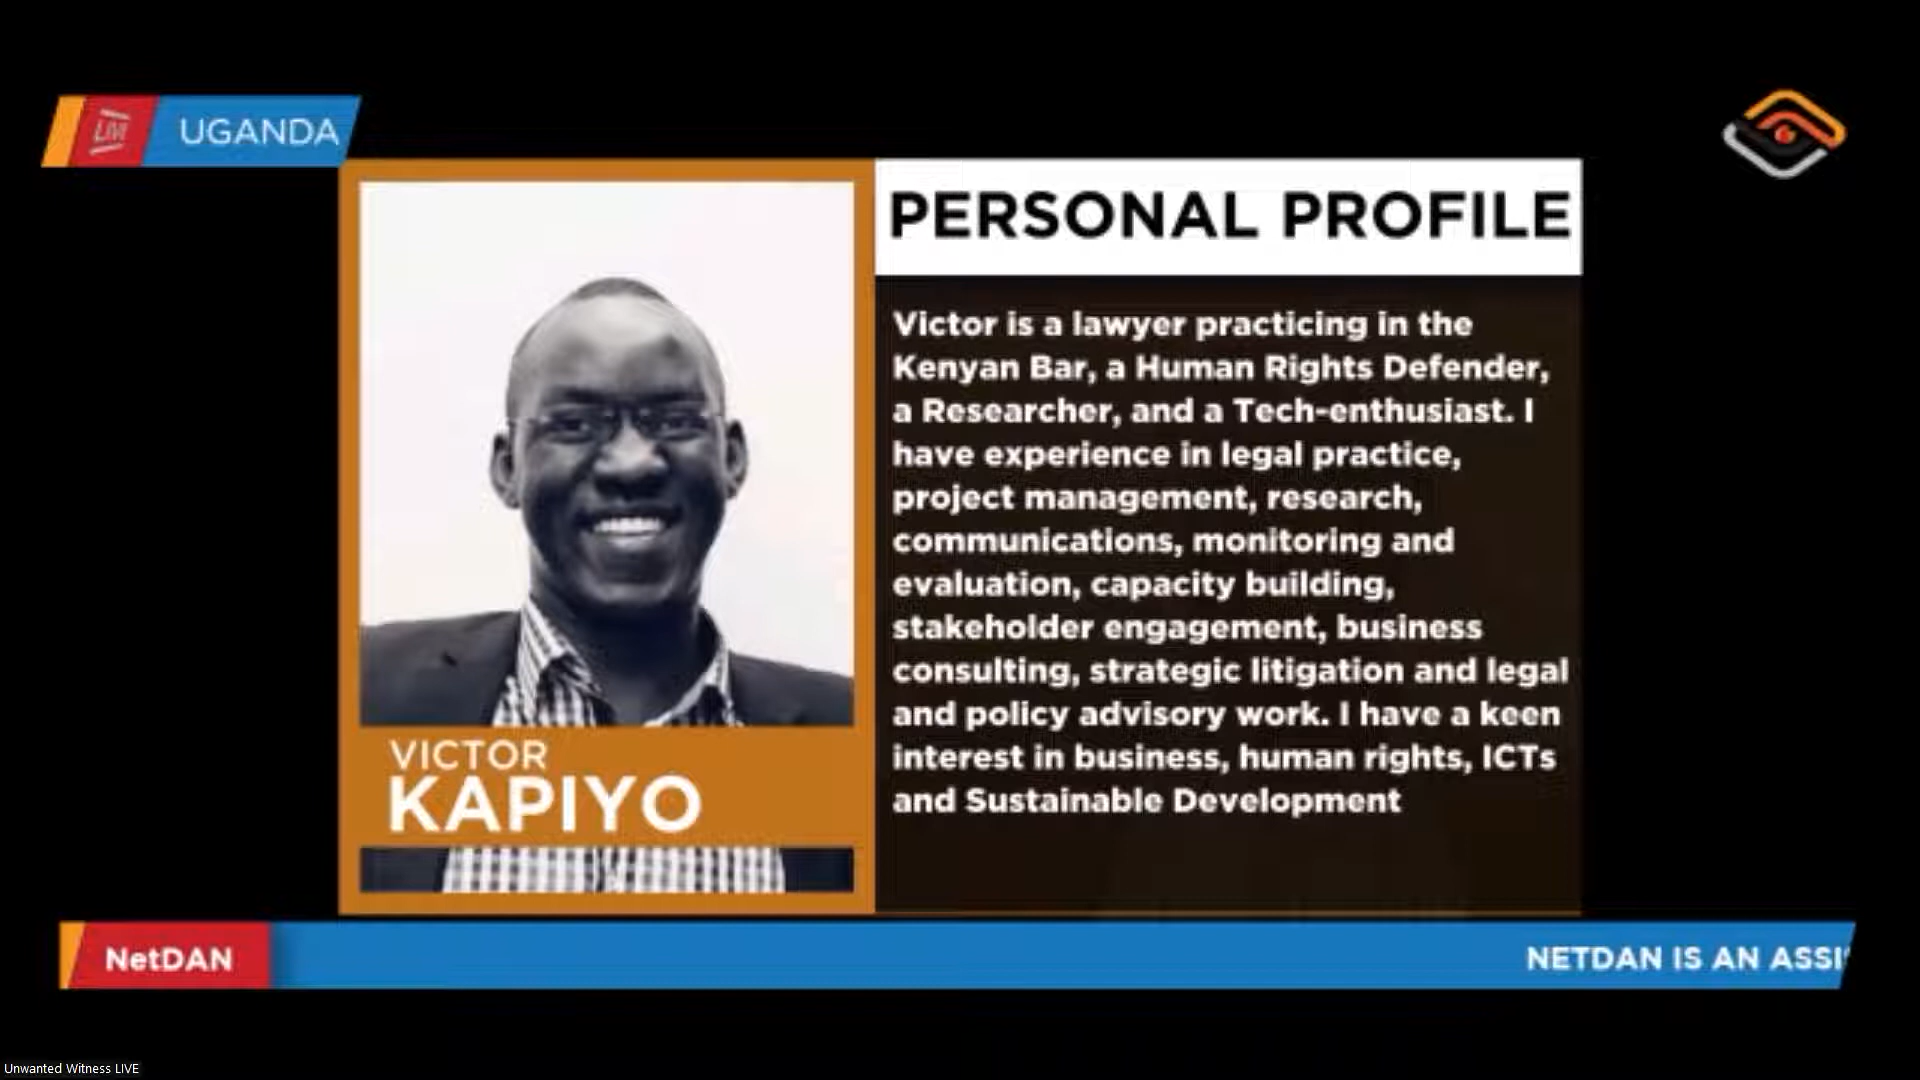 LIVE
UGANDA
PERSONAL PROFILE
Victor is a lawyer practicing in the
Kenyan Bar, a Human Rights Defender,
a Researcher, and a Tech-enthusiast. I
have experience in legal practice,
project management, research,
communications, monitoring and
evaluation, capacity building,
stakeholder engagement, business
consulting, strategic litigation and legal
and policy advisory work. I have a keen
interest in business, human rights, ICTs
and Sustainable Development
VICTOR
KAPIYO
NetDAN
NETDAN IS AN ASSI
Unwanted Witness LIVE